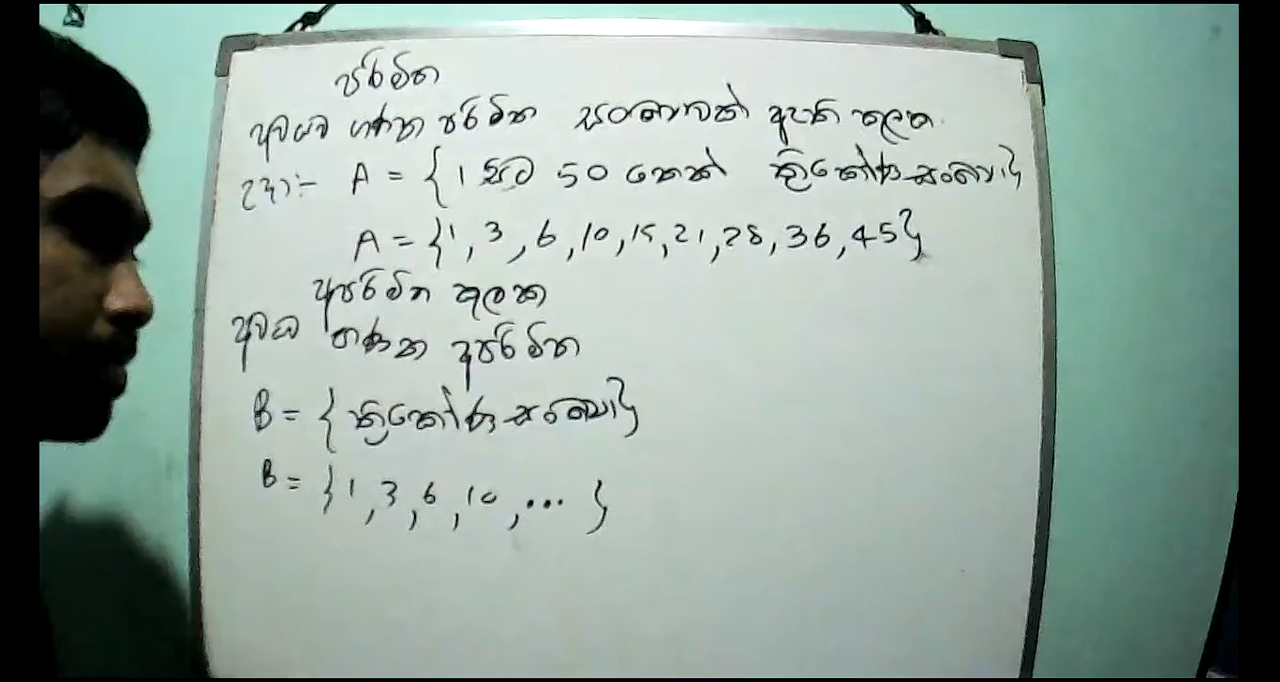 පරිමිත
අවයව ගණන පරිමිත සංඛ්‍යාවක් ඇති කුලක.
උදා:- A = {1 සිට 50 තෙක් ත්‍රිකෝණ සංඛ්‍යා}
A = {1, 3, 6, 10, 15, 21, 28, 36, 45}
අපරිමිත කුලක
අවයව ගණන අපරිමිත
B = {ත්‍රිකෝණ සංඛ්‍යා}
B = {1, 3, 6, 10, ... }